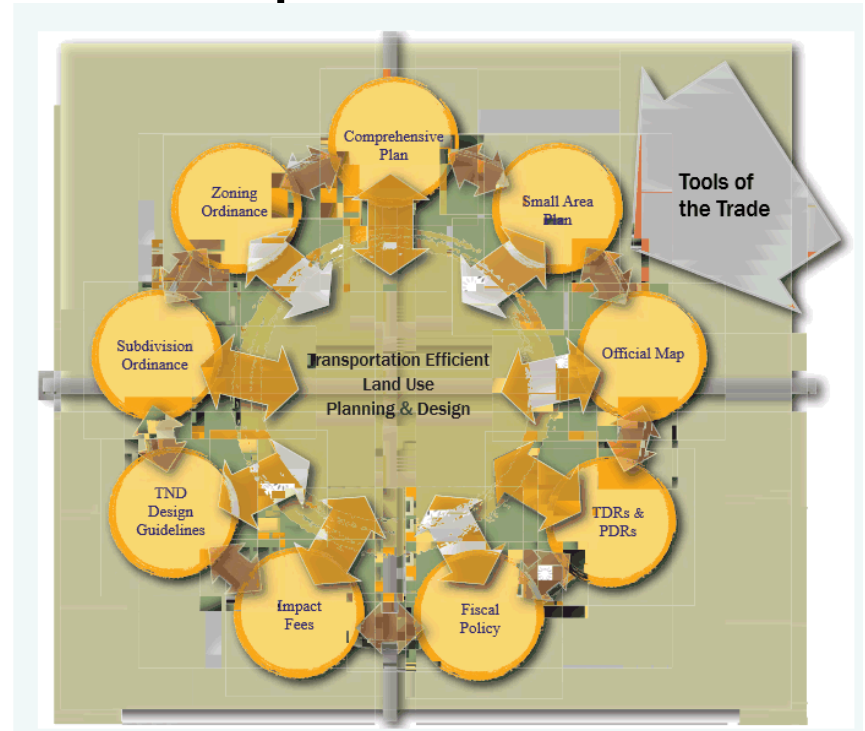 Comprehensive
Plan
Zoning
Ordinance
Small Area
Plan
Tools of
the Trade
Subdivision
Ordinance
Official Map
Transportation Efficient
Land Use
Planning & Design
TND
Design
Guidelines
TDRs &
PDRs
Impact
Fees
Fiscal
Policy